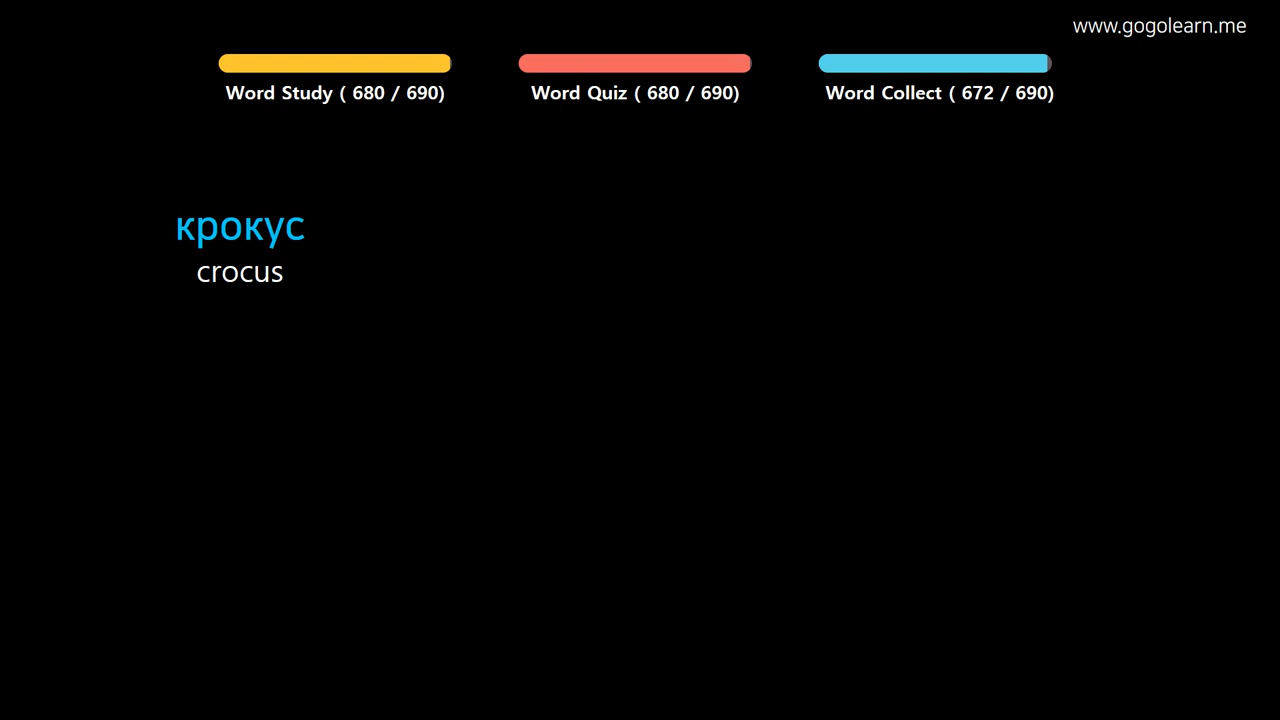 www.gogolearn.me
Word Study ( 680 / 690)
Word Quiz ( 680 / 690)
Word Collect ( 672 / 690)
крокус
crocus